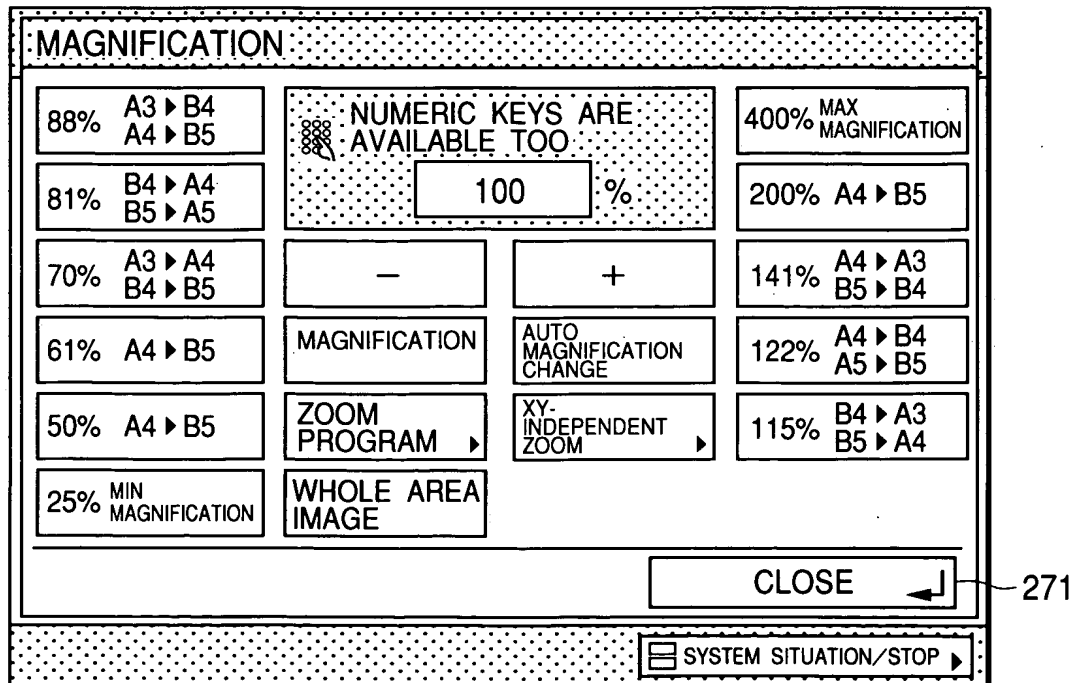 MAGNIFICATION
88% A3 ▶ B4
A4 ▶ B5
NUMERIC KEYS ARE
AVAILABLE TOO
100 %
400% MAX
MAGNIFICATION
81% B4 ▶ A4
B5 ▶ A5
200% A4 ▶ B5
70% A3 ▶ A4
B4 ▶ B5
−
+
141% A4 ▶ A3
B5 ▶ B4
61% A4 ▶ B5
MAGNIFICATION
AUTO
MAGNIFICATION
CHANGE
122% A4 ▶ B4
A5 ▶ B5
50% A4 ▶ B5
ZOOM
PROGRAM ▶
XY-
INDEPENDENT
ZOOM ▶
115% B4 ▶ A3
B5 ▶ A4
25% MIN
MAGNIFICATION
WHOLE AREA
IMAGE
CLOSE
271
SYSTEM SITUATION/STOP ▶